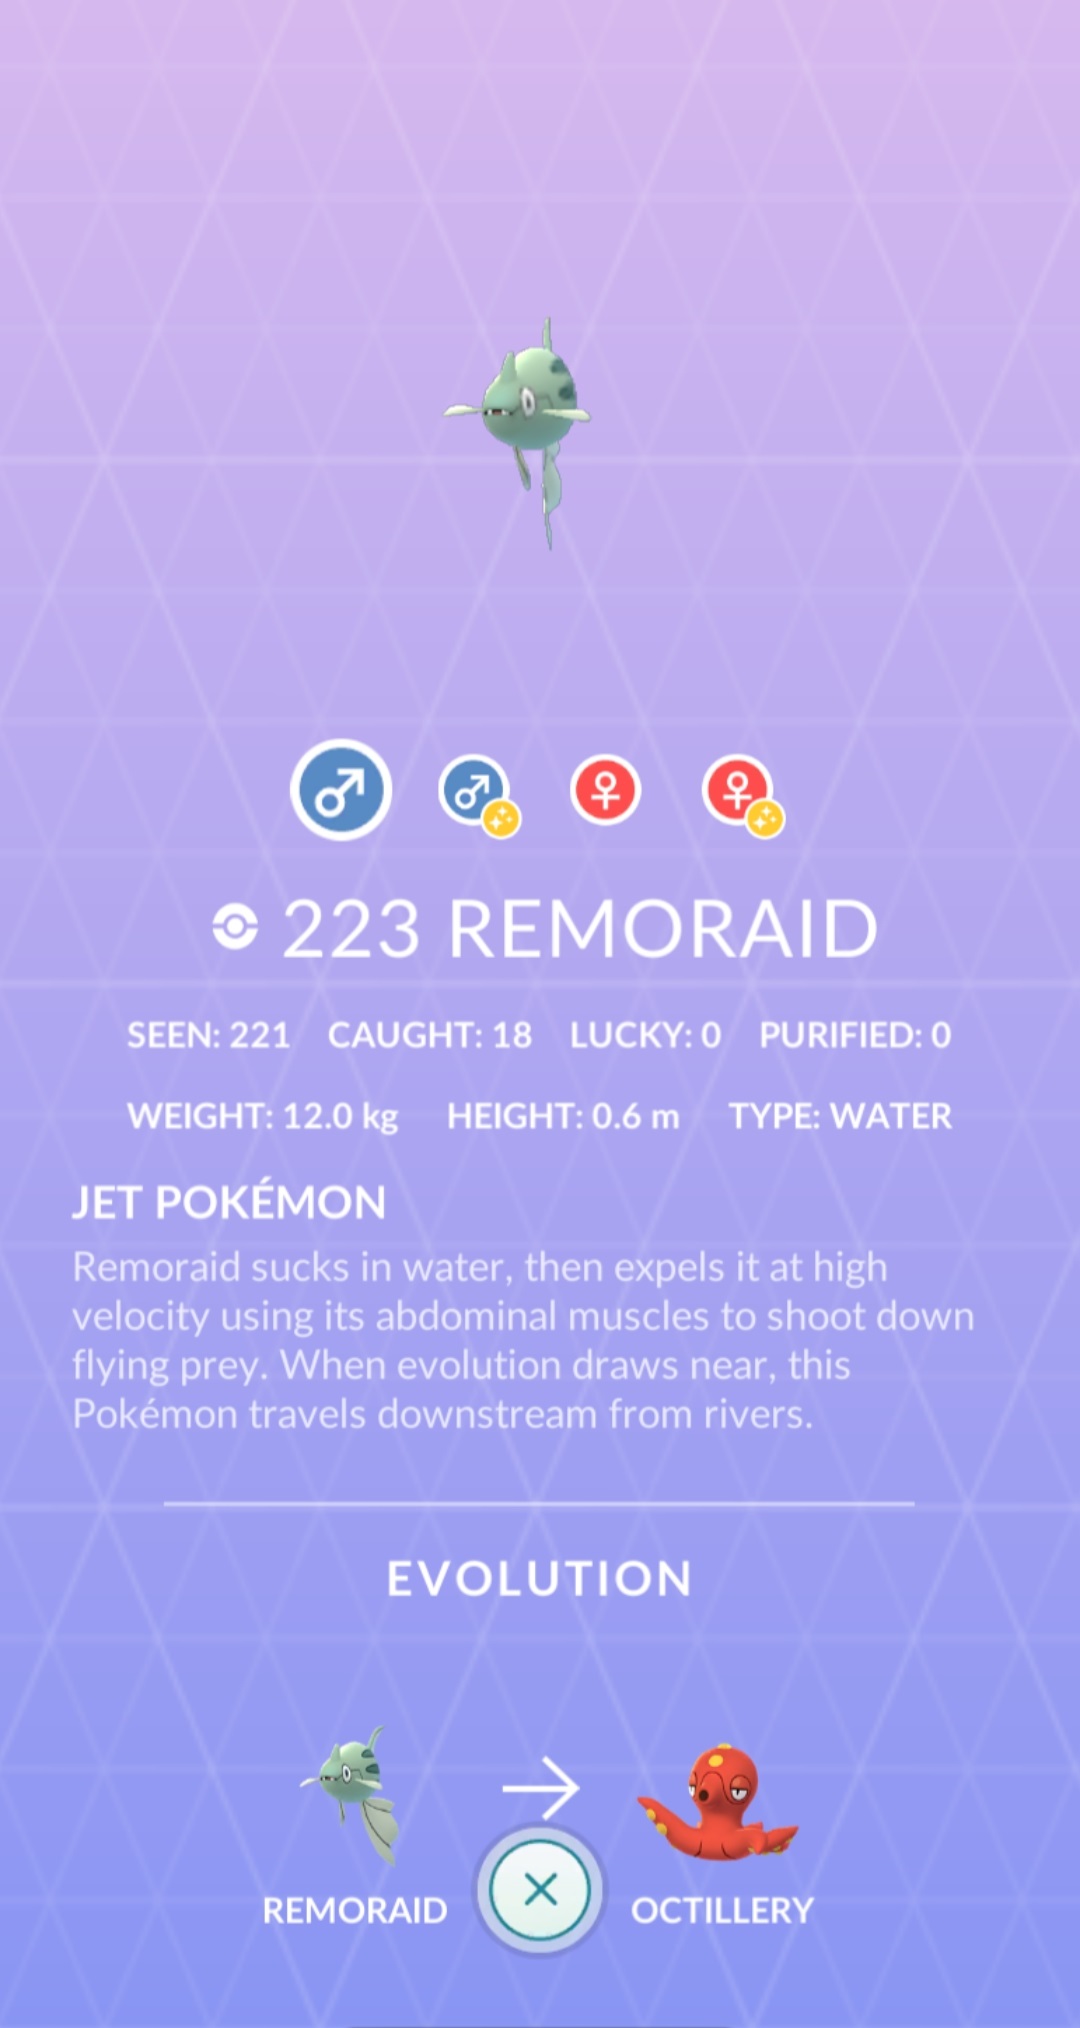 223 REMORAID
SEEN: 221 CAUGHT: 18 LUCKY: 0 PURIFIED: 0
WEIGHT: 12.0 kg HEIGHT: 0.6 m TYPE: WATER
JET POKÉMON
Remoraid sucks in water, then expels it at high
velocity using its abdominal muscles to shoot down
flying prey. When evolution draws near, this
Pokémon travels downstream from rivers.
EVOLUTION
REMORAID OCTILLERY